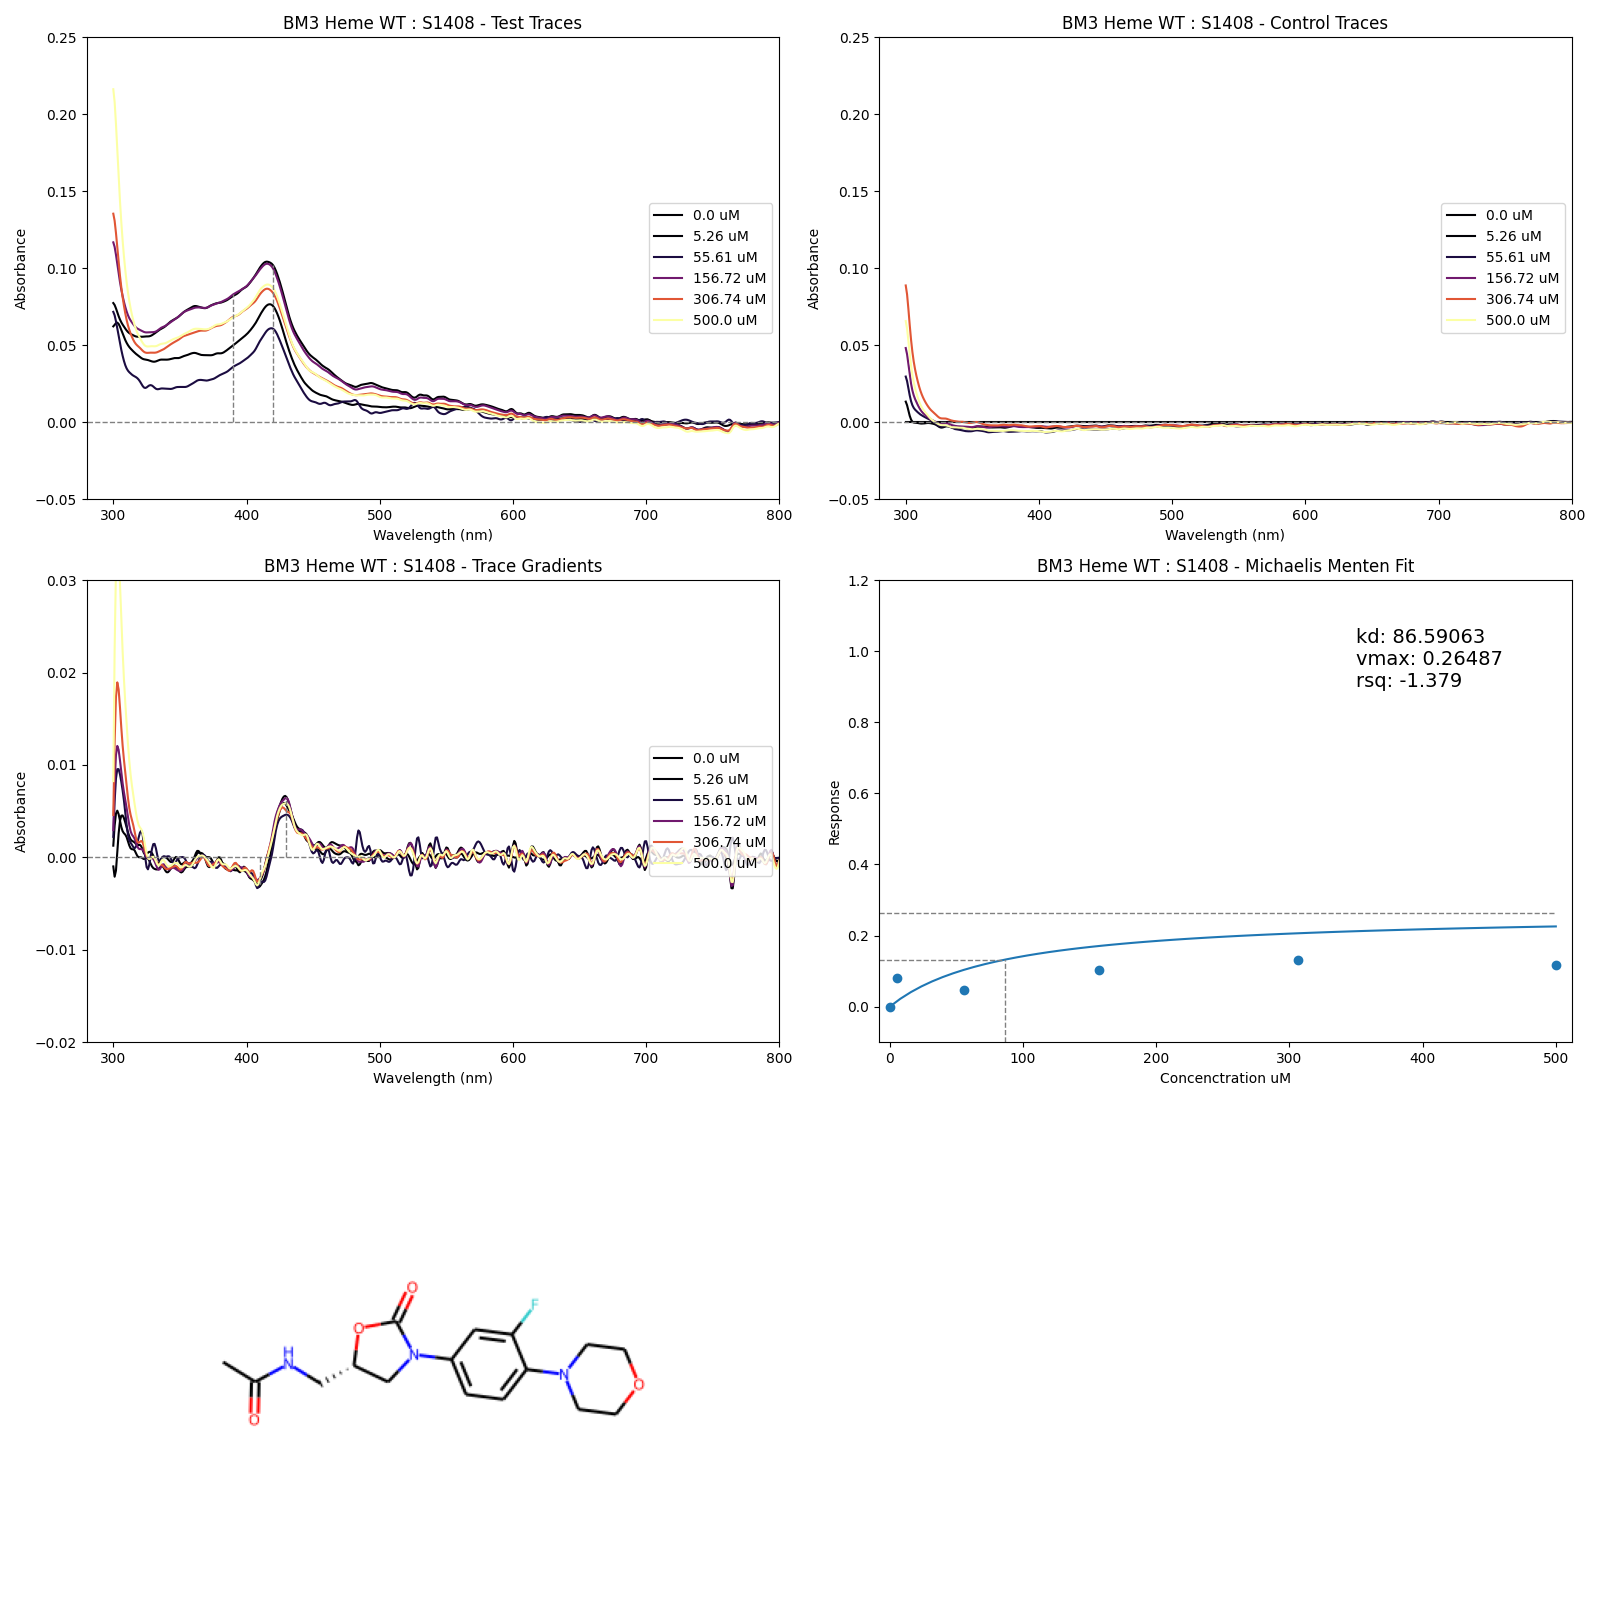 BM3 Heme WT : S1408 - Test Traces
0.25
0.20
0.15
0.10
0.05
0.00
−0.05
Absorbance
300 400 500 600 700 800
Wavelength (nm)
0.0 uM
5.26 uM
55.61 uM
156.72 uM
306.74 uM
500.0 uM
BM3 Heme WT : S1408 - Control Traces
0.25
0.20
0.15
0.10
0.05
0.00
−0.05
Absorbance
300 400 500 600 700 800
Wavelength (nm)
0.0 uM
5.26 uM
55.61 uM
156.72 uM
306.74 uM
500.0 uM
BM3 Heme WT : S1408 - Trace Gradients
0.03
0.02
0.01
0.00
−0.01
−0.02
Absorbance
300 400 500 600 700 800
Wavelength (nm)
0.0 uM
5.26 uM
55.61 uM
156.72 uM
306.74 uM
500.0 uM
BM3 Heme WT : S1408 - Michaelis Menten Fit
1.2
1.0
0.8
0.6
0.4
0.2
0.0
Response
0 100 200 300 400 500
Concenctration uM
kd: 86.59063
vmax: 0.26487
rsq: -1.379
O
F
O
H
N
N
N
O
O